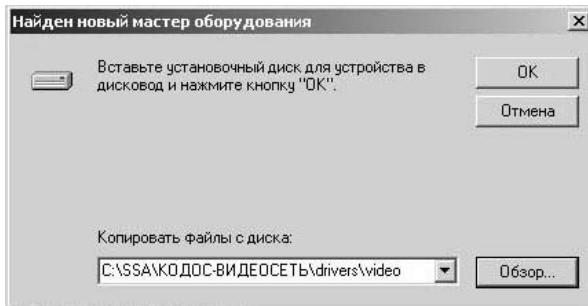 Найден новый мастер оборудования
Вставьте установочный диск для устройства в
дисковод и нажмите кнопку "OK".
OK
Отмена
Копировать файлы с диска:
C:\SSA\КОДОС-ВИДЕОСЕТЬ\drivers\video
Обзор...